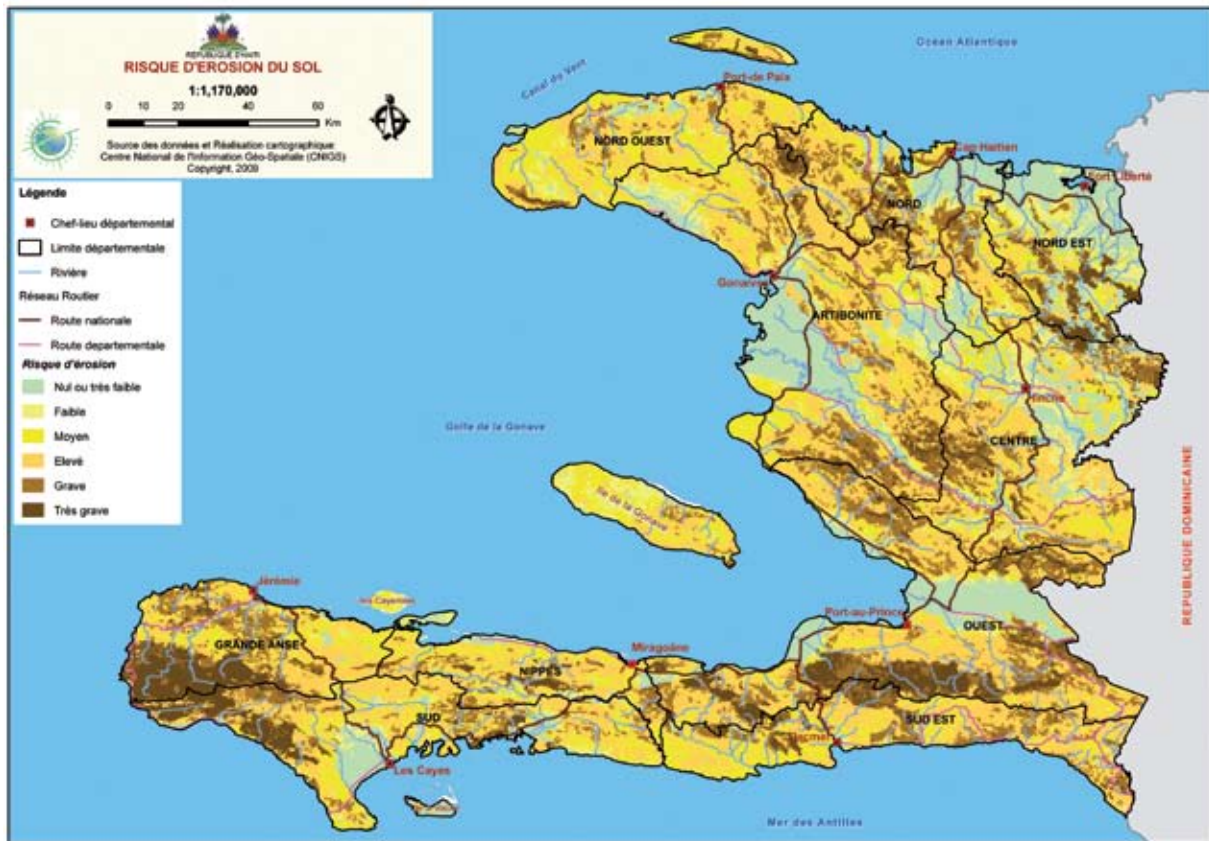 REPUBLIQUE D'HAITI
RISQUE D'EROSION DU SOL
1:1,170,000
0 10 20 40 60
Km
Source des données et Réalisation cartographique
Centre National de l'Information Géo-Spatiale (CNIGS)
Copyright, 2009
Légende
Chef-lieu départemental
Limite départementale
Rivière
Réseau Routier
Route nationale
Route departementale
Risque d'érosion
Nul ou très faible
Faible
Moyen
Elevé
Grave
Très grave
Océan Atlantique
Canal du Vent
Port-de Paix
NORD OUEST
Cap Haïtien
Fort Liberté
NORD
NORD EST
Gonaïves
ARTIBONITE
Hinche
CENTRE
Golfe de la Gonave
Ile de la Gonave
REPUBLIQUE DOMINICAINE
Jérémie
Iles Cayemites
Port-au-Prince
OUEST
GRANDE ANSE
Miragoâne
NIPPES
SUD
SUD EST
Jacmel
Les Cayes
Mer des Antilles